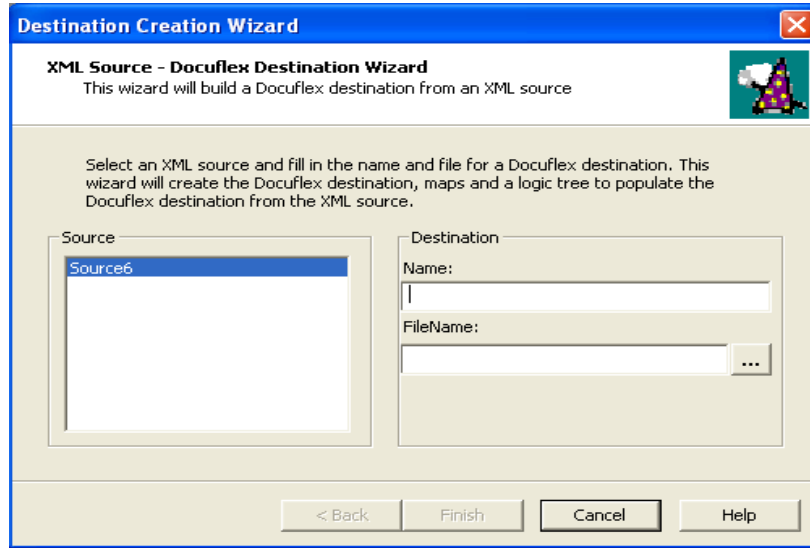 Destination Creation Wizard
XML Source - Docuflex Destination Wizard
This wizard will build a Docuflex destination from an XML source
Select an XML source and fill in the name and file for a Docuflex destination. This
wizard will create the Docuflex destination, maps and a logic tree to populate the
Docuflex destination from the XML source.
Source
Source6
Destination
Name:
FileName:
...
< Back
Finish
Cancel
Help